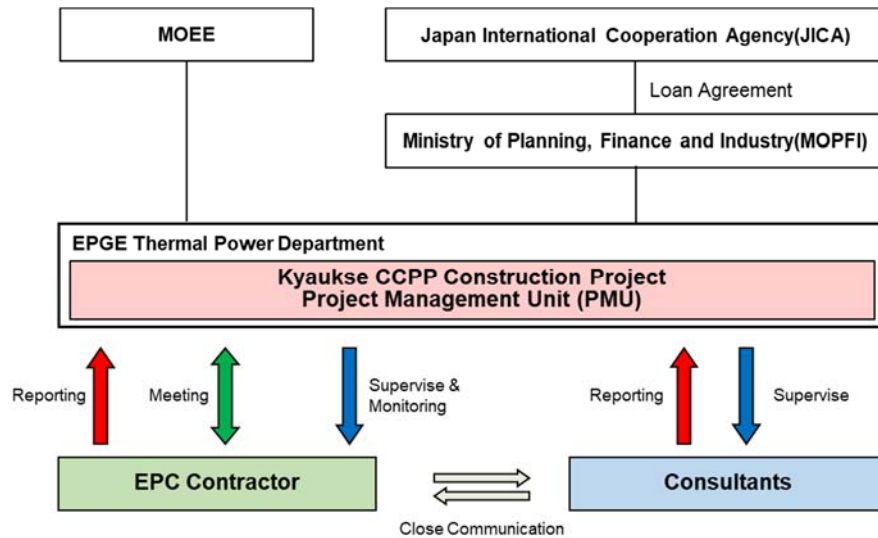 MOEE
Japan International Cooperation Agency(JICA)
Loan Agreement
Ministry of Planning, Finance and Industry(MOPFI)
EPGE Thermal Power Department
Kyaukse CCPP Construction Project
Project Management Unit (PMU)
Reporting
Meeting
Supervise &
Monitoring
Reporting
Supervise
EPC Contractor
Consultants
Close Communication